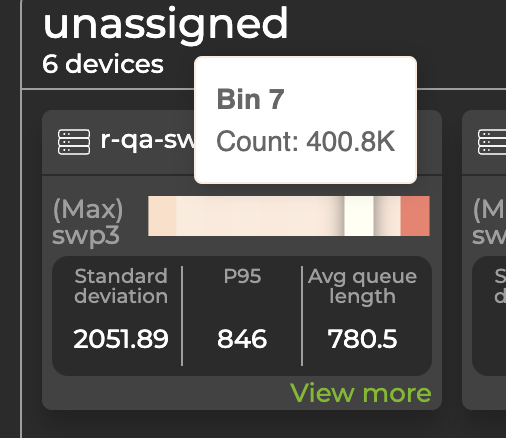 unassigned
6 devices
Bin 7
Count: 400.8K
r-qa-sw
(Max)
swp3
Standard
deviation
2051.89
P95
846
Avg queue
length
780.5
View more
(M
sw